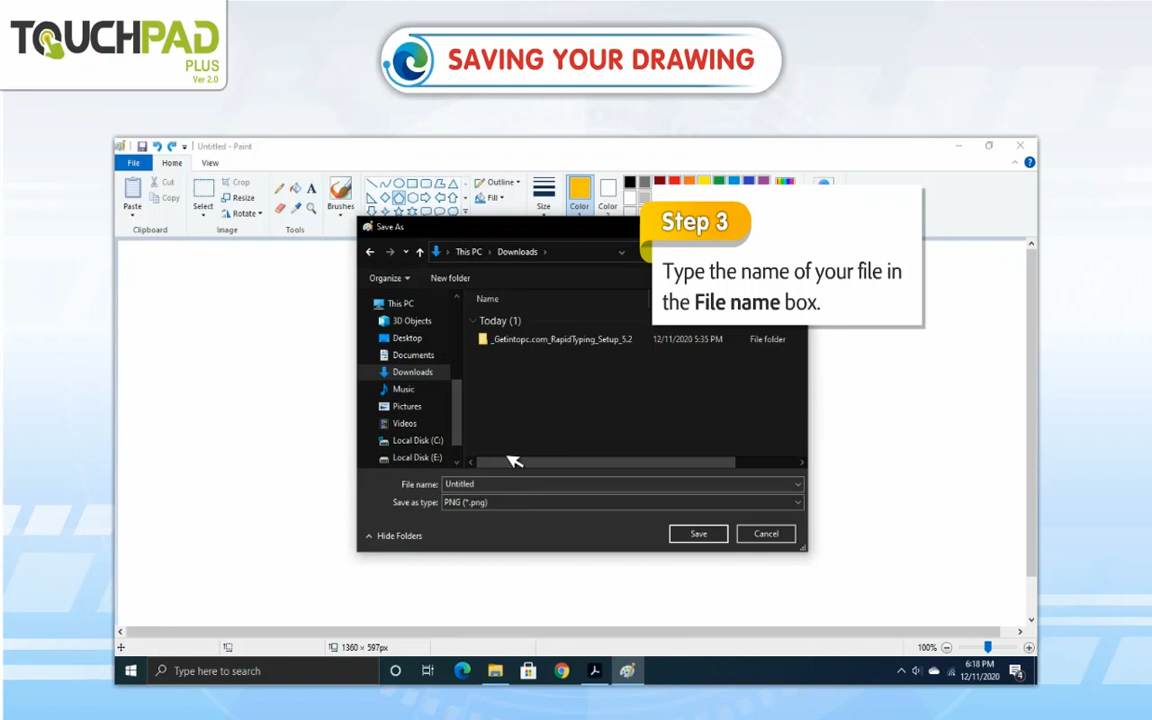 TOUCHPAD
PLUS
Ver 2.0
SAVING YOUR DRAWING
Untitled - Paint
File Home View
Paste
Cut
Copy
Clipboard
Select
Crop
Resize
Rotate
Image
A
Tools
Brushes
Outline
Fill
Size
Color
Color
Save As
This PC › Downloads ›
Organize
New folder
This PC
3D Objects
Desktop
Documents
Downloads
Music
Pictures
Videos
Local Disk (C:)
Local Disk (E:)
Name
Today (1)
_Getintopc.com_RapidTyping_Setup_5.2 12/11/2020 5:35 PM File folder
File name: Untitled
Save as type: PNG (*.png)
Hide Folders
Save
Cancel
Step 3
Type the name of your file in
the File name box.
1360 × 597px
100%
Type here to search
6:18 PM
12/11/2020
4